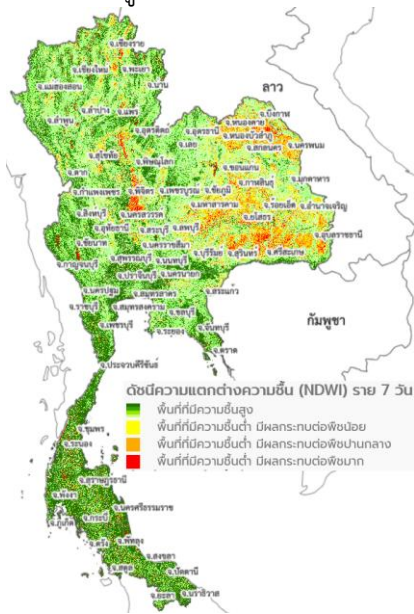 จ.เชียงราย
จ.เชียงใหม่
จ.พะเยา
จ.แม่ฮ่องสอน
จ.น่าน
ลาว
จ.ลำปาง
จ.แพร่
จ.บึงกาฬ
จ.ลำพูน
จ.อุตรดิตถ์
จ.อุดรธานี
จ.หนองคาย
จ.เลย
จ.หนองบัวลำภู
จ.สุโขทัย
จ.สกลนคร
จ.นครพนม
จ.ตาก
จ.พิษณุโลก
จ.ขอนแก่น
จ.มุกดาหาร
จ.กำแพงเพชร
จ.พิจิตร
จ.เพชรบูรณ์
จ.ชัยภูมิ
จ.กาฬสินธุ์
จ.สิงหบุรี
จ.นครสวรรค์
จ.มหาสารคาม
จ.ร้อยเอ็ด
จ.อำนาจเจริญ
จ.อุทัยธานี
จ.สระบุรี
จ.ลพบุรี
จ.ยโสธร
จ.ชัยนาท
จ.นครราชสีมา
จ.บุรีรัมย์
จ.สุรินทร์
จ.ศรีสะเกษ
จ.อุบลราชธานี
จ.กาญจนบุรี
จ.สุพรรณบุรี
จ.นนทบุรี
จ.ปราจีนบุรี
จ.นครนายก
จ.นครปฐม
จ.สมุทรสาคร
จ.สระแก้ว
จ.ราชบุรี
จ.สมุทรสงคราม
จ.ชลบุรี
จ.เพชรบุรี
จ.ระยอง
จ.จันทบุรี
กัมพูชา
จ.ตราด
จ.ประจวบคีรีขันธ์
ดัชนีความแตกต่างความชื้น (NDWI) ราย 7 วัน
พื้นที่ที่มีความชื้นสูง
พื้นที่ที่มีความชื้นต่ำ มีผลกระทบต่อพืชน้อย
พื้นที่ที่มีความชื้นต่ำ มีผลกระทบต่อพืชปานกลาง
พื้นที่ที่มีความชื้นต่ำ มีผลกระทบต่อพืชมาก
จ.ชุมพร
จ.ระนอง
จ.สุราษฎร์ธานี
จ.พังงา
จ.นครศรีธรรมราช
จ.ภูเก็ต
จ.กระบี่
จ.ตรัง
จ.พัทลุง
จ.สงขลา
จ.สตูล
จ.ปัตตานี
จ.ยะลา
จ.นราธิวาส